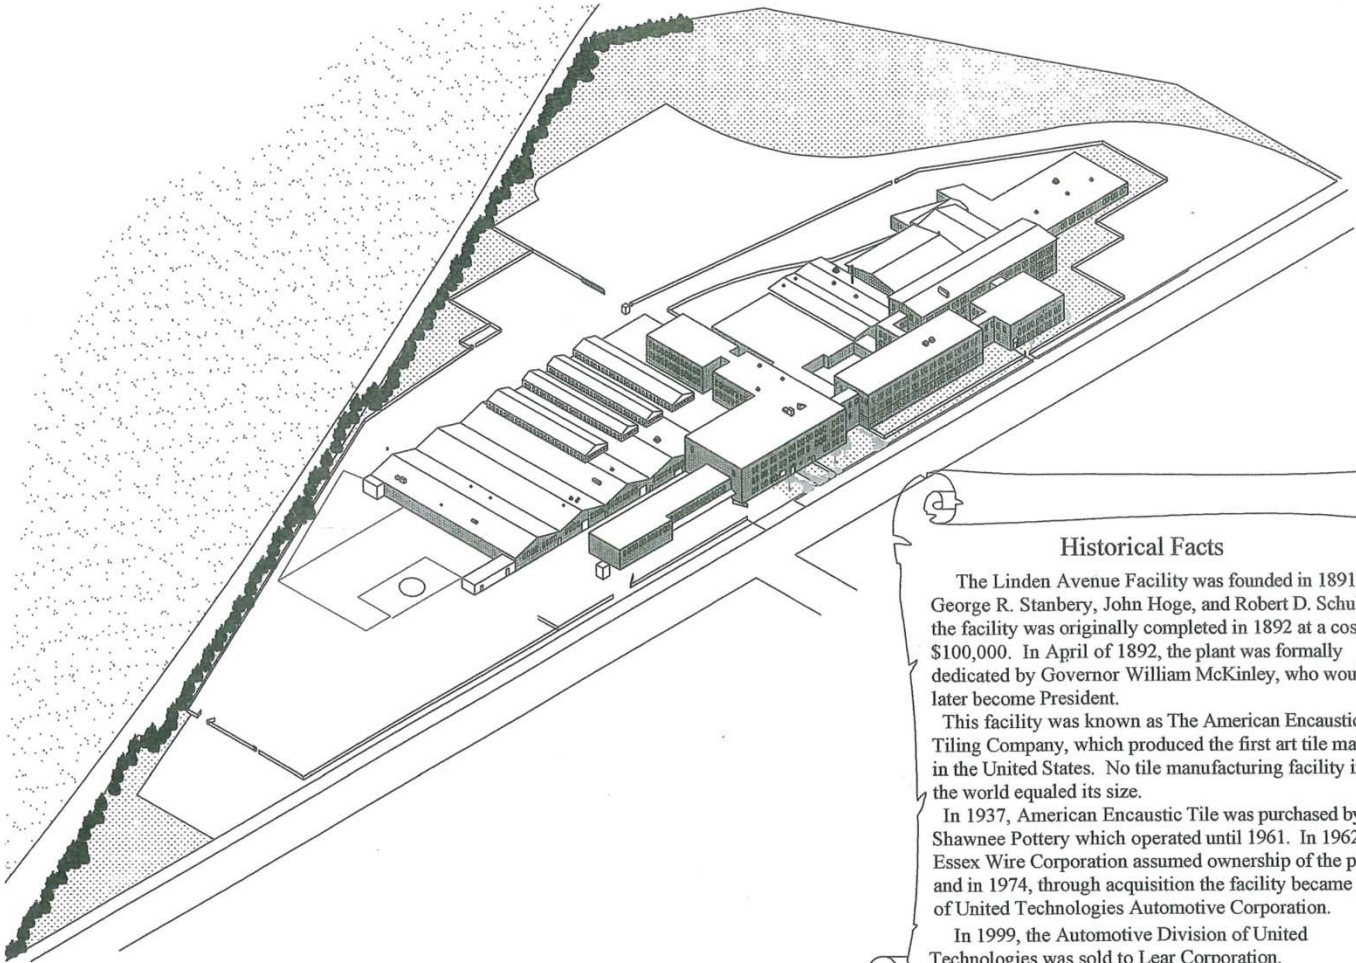 Historical Facts
The Linden Avenue Facility was founded in 1891
George R. Stanbery, John Hoge, and Robert D. Schu
the facility was originally completed in 1892 at a cos
$100,000. In April of 1892, the plant was formally
dedicated by Governor William McKinley, who wou
later become President.
This facility was known as The American Encaustic
Tiling Company, which produced the first art tile ma
in the United States. No tile manufacturing facility i
the world equaled its size.
In 1937, American Encaustic Tile was purchased by
Shawnee Pottery which operated until 1961. In 1962
Essex Wire Corporation assumed ownership of the p
and in 1974, through acquisition the facility became
of United Technologies Automotive Corporation.
In 1999, the Automotive Division of United
Technologies was sold to Lear Corporation.